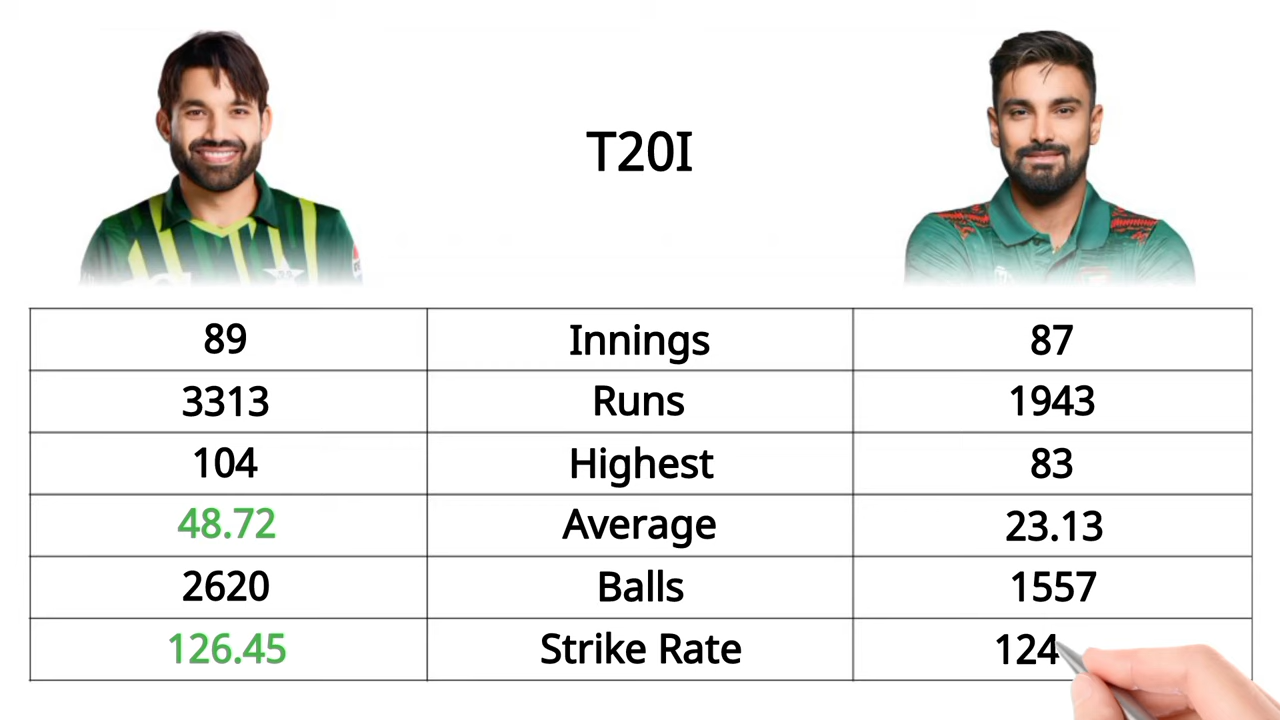 T20I
89 Innings 87
3313 Runs 1943
104 Highest 83
48.72 Average 23.13
2620 Balls 1557
126.45 Strike Rate 124